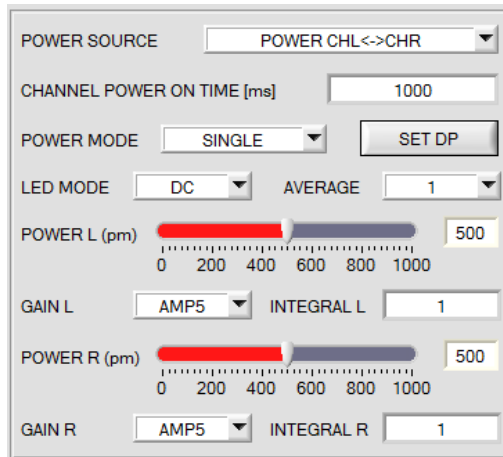 POWER SOURCE POWER CHL<->CHR
CHANNEL POWER ON TIME [ms] 1000
POWER MODE SINGLE SET DP
LED MODE DC AVERAGE 1
POWER L (pm) 500
0 200 400 600 800 1000
GAIN L AMP5 INTEGRAL L 1
POWER R (pm) 500
0 200 400 600 800 1000
GAIN R AMP5 INTEGRAL R 1